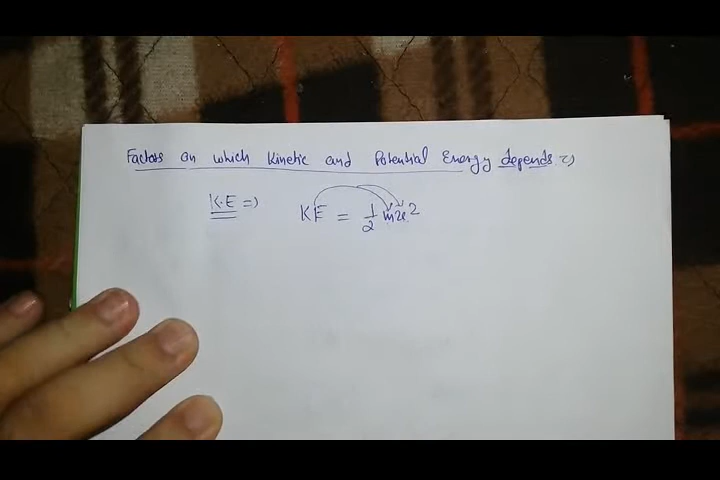 Factors on which Kinetic and Potential Energy depends =>
K.E => KE = 1/2 mv²